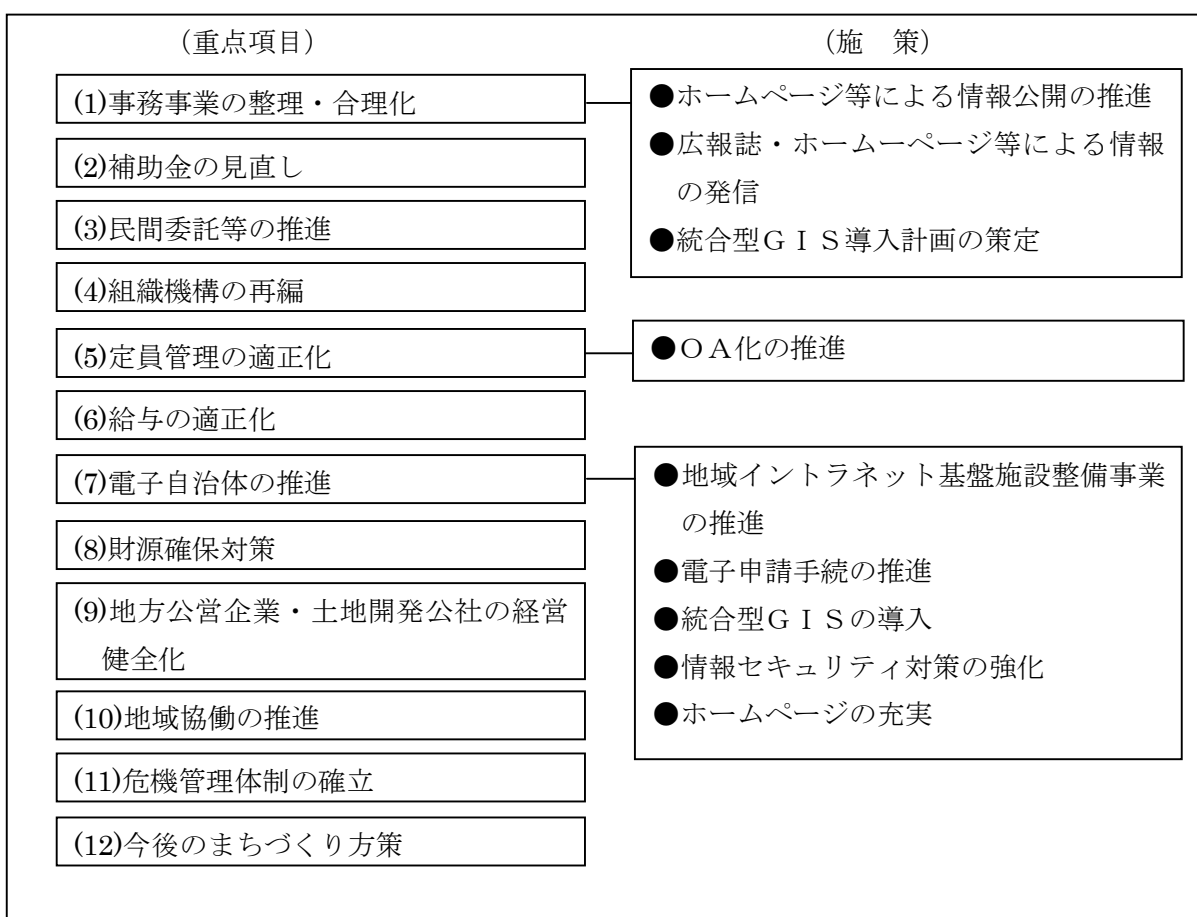 （重点項目）
（施　策）
(1)事務事業の整理・合理化
(2)補助金の見直し
(3)民間委託等の推進
(4)組織機構の再編
(5)定員管理の適正化
(6)給与の適正化
(7)電子自治体の推進
(8)財源確保対策
(9)地方公営企業・土地開発公社の経営
健全化
(10)地域協働の推進
(11)危機管理体制の確立
(12)今後のまちづくり方策
●ホームページ等による情報公開の推進
●広報誌・ホームーページ等による情報
の発信
●統合型ＧＩＳ導入計画の策定
●ＯＡ化の推進
●地域イントラネット基盤施設整備事業
の推進
●電子申請手続の推進
●統合型ＧＩＳの導入
●情報セキュリティ対策の強化
●ホームページの充実